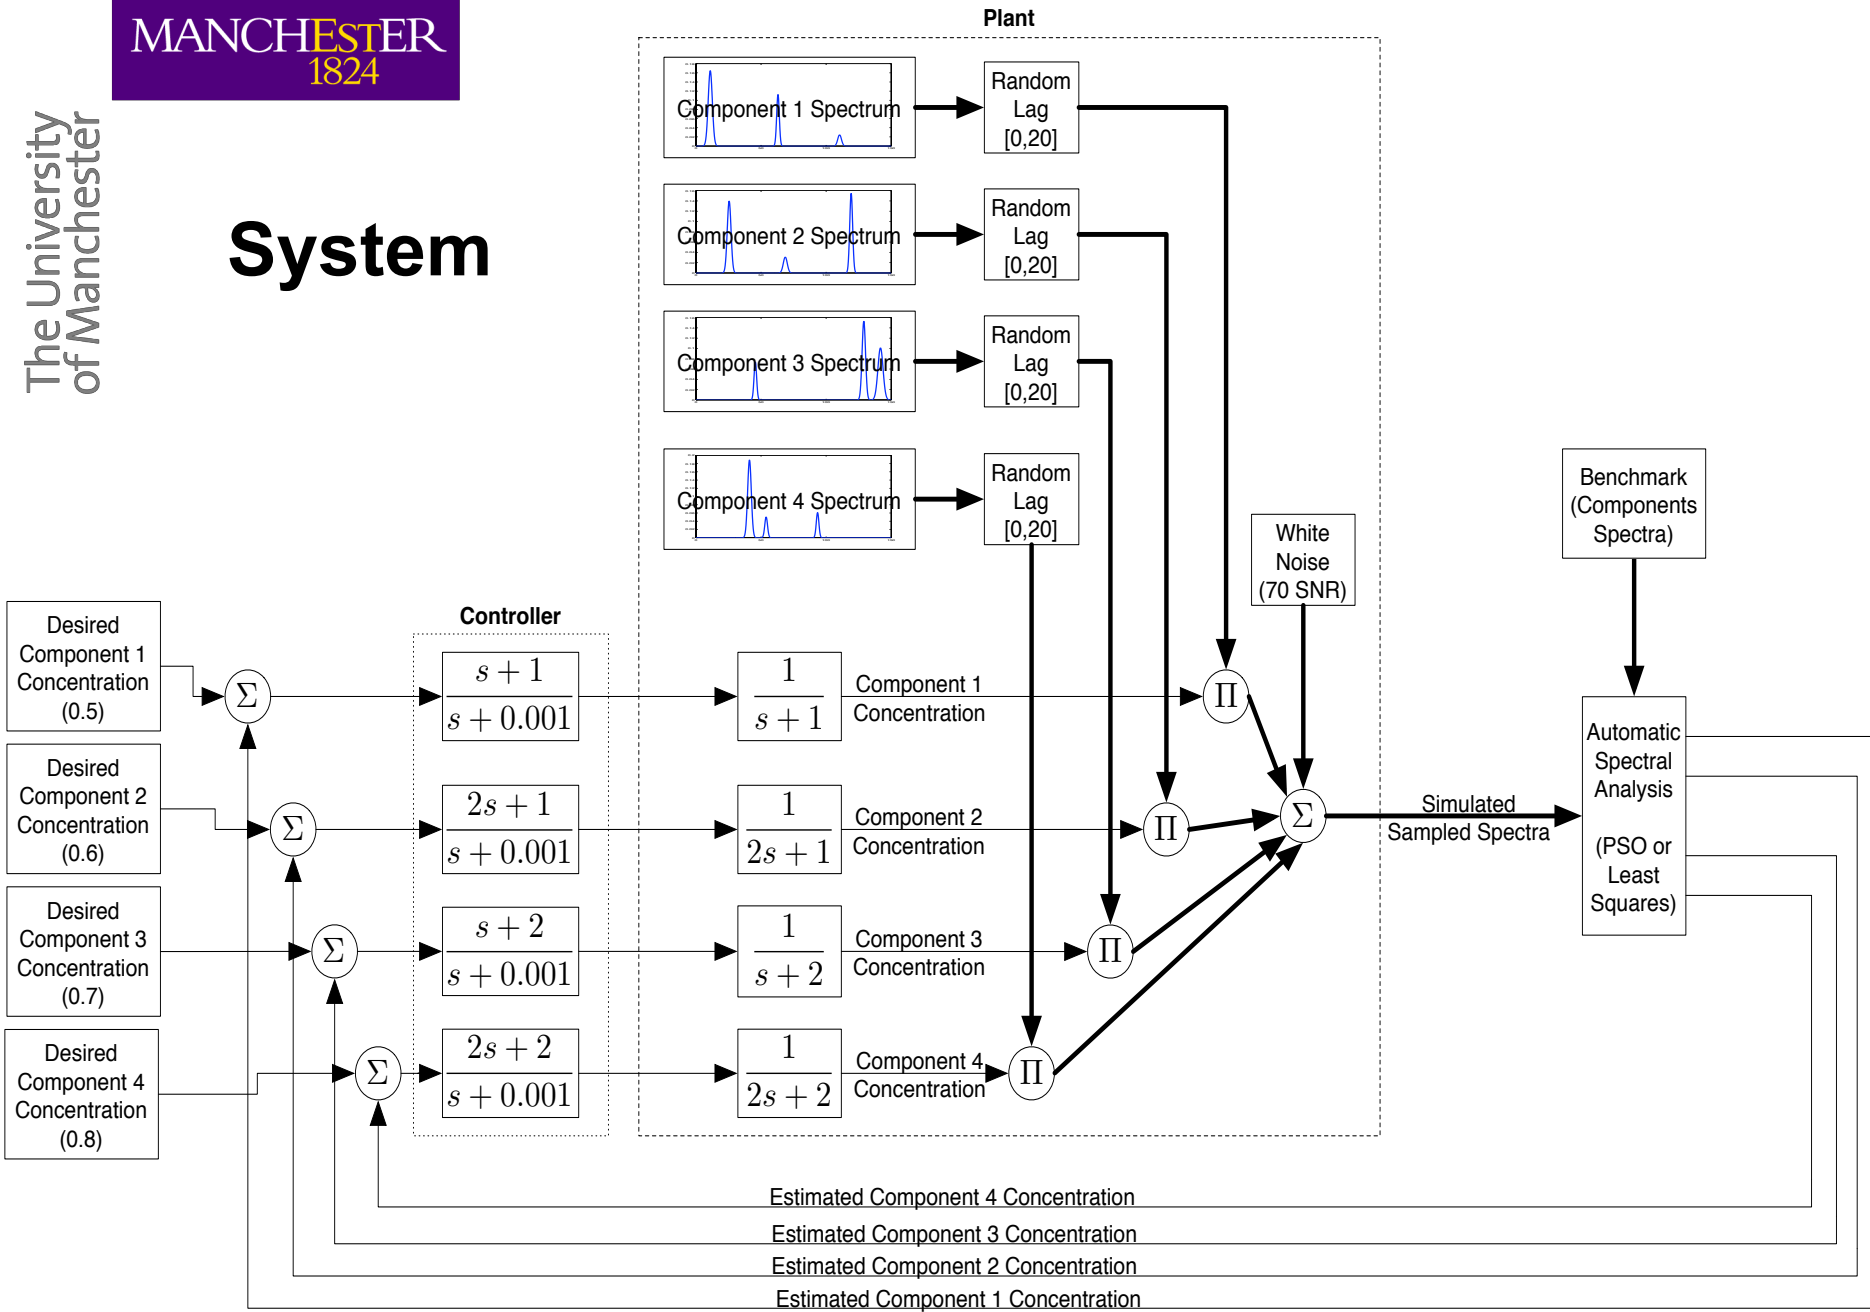 MANCHESTER
1824
The University
of Manchester
System
Plant
Component 1 Spectrum
Random
Lag
[0,20]
Component 2 Spectrum
Random
Lag
[0,20]
Component 3 Spectrum
Random
Lag
[0,20]
Component 4 Spectrum
Random
Lag
[0,20]
White
Noise
(70 SNR)
Benchmark
(Components
Spectra)
Controller
Desired
Component 1
Concentration
(0.5)
Σ
s + 1
s + 0.001
1
s + 1
Component 1
Concentration
Π
Desired
Component 2
Concentration
(0.6)
Σ
2s + 1
s + 0.001
1
2s + 1
Component 2
Concentration
Π
Σ
Simulated
Sampled Spectra
Automatic
Spectral
Analysis
(PSO or
Least
Squares)
Desired
Component 3
Concentration
(0.7)
Σ
s + 2
s + 0.001
1
s + 2
Component 3
Concentration
Π
Desired
Component 4
Concentration
(0.8)
Σ
2s + 2
s + 0.001
1
2s + 2
Component 4
Concentration
Π
Estimated Component 4 Concentration
Estimated Component 3 Concentration
Estimated Component 2 Concentration
Estimated Component 1 Concentration